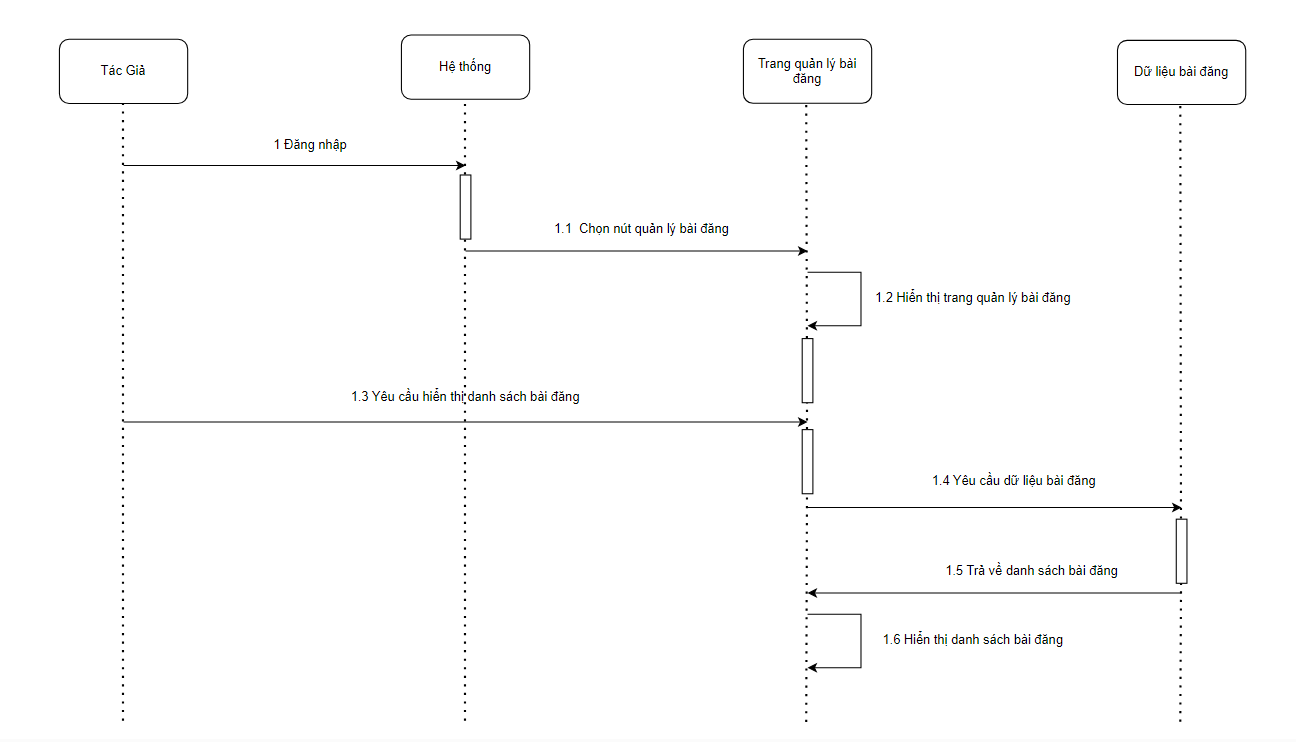 Tác Giả
Hệ thống
Trang quản lý bài
đăng
Dữ liệu bài đăng
1 Đăng nhập
1.1 Chọn nút quản lý bài đăng
1.2 Hiển thị trang quản lý bài đăng
1.3 Yêu cầu hiển thị danh sách bài đăng
1.4 Yêu cầu dữ liệu bài đăng
1.5 Trả về danh sách bài đăng
1.6 Hiển thị danh sách bài đăng